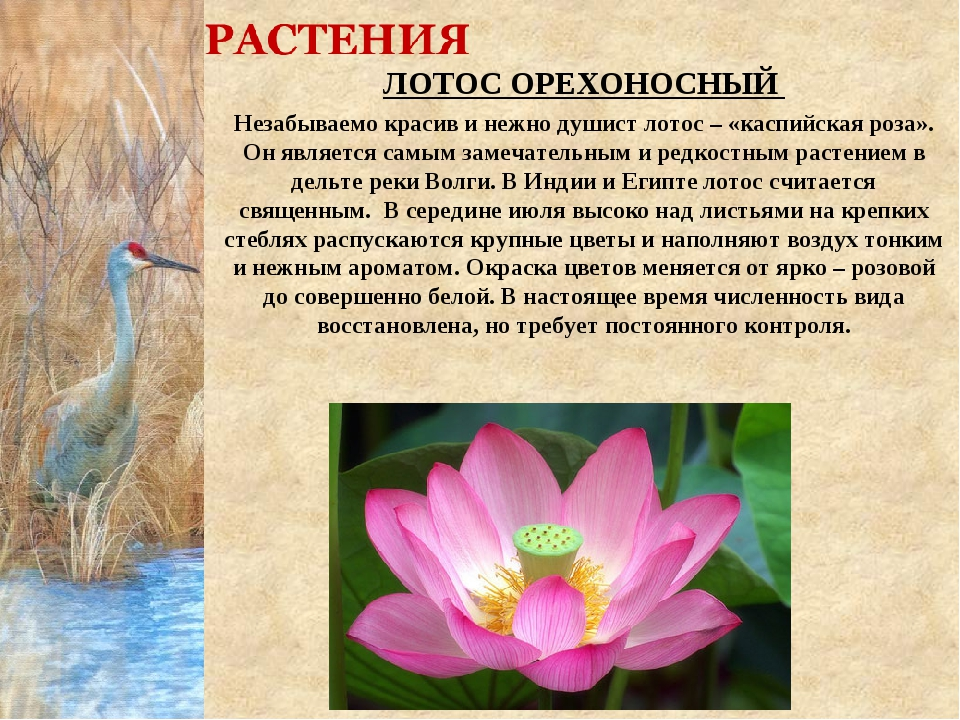 РАСТЕНИЯ
ЛОТОС ОРЕХОНОСНЫЙ
Незабываемо красив и нежно душист лотос – «каспийская роза».
Он является самым замечательным и редкостным растением в
дельте реки Волги. В Индии и Египте лотос считается
священным. В середине июля высоко над листьями на крепких
стеблях распускаются крупные цветы и наполняют воздух тонким
и нежным ароматом. Окраска цветов меняется от ярко – розовой
до совершенно белой. В настоящее время численность вида
восстановлена, но требует постоянного контроля.